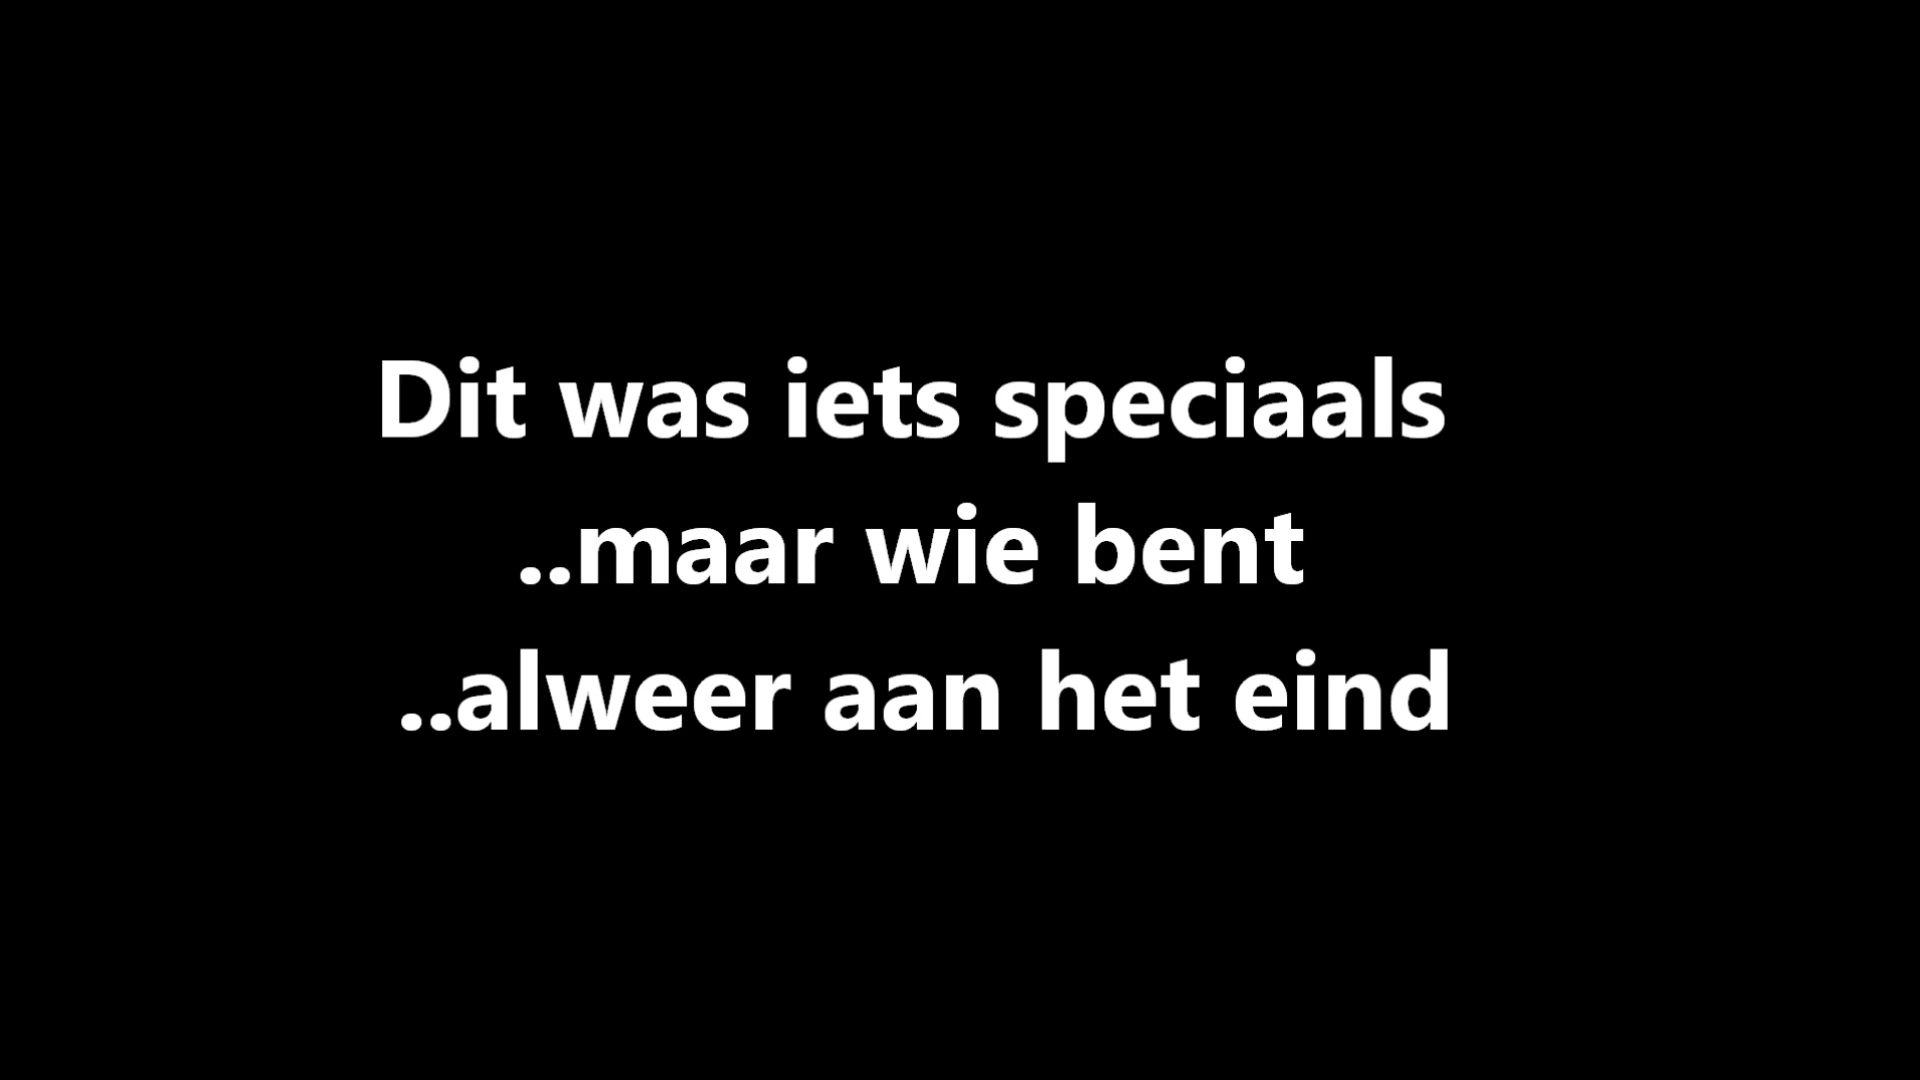 Dit was iets speciaals
..maar wie bent
..alweer aan het eind